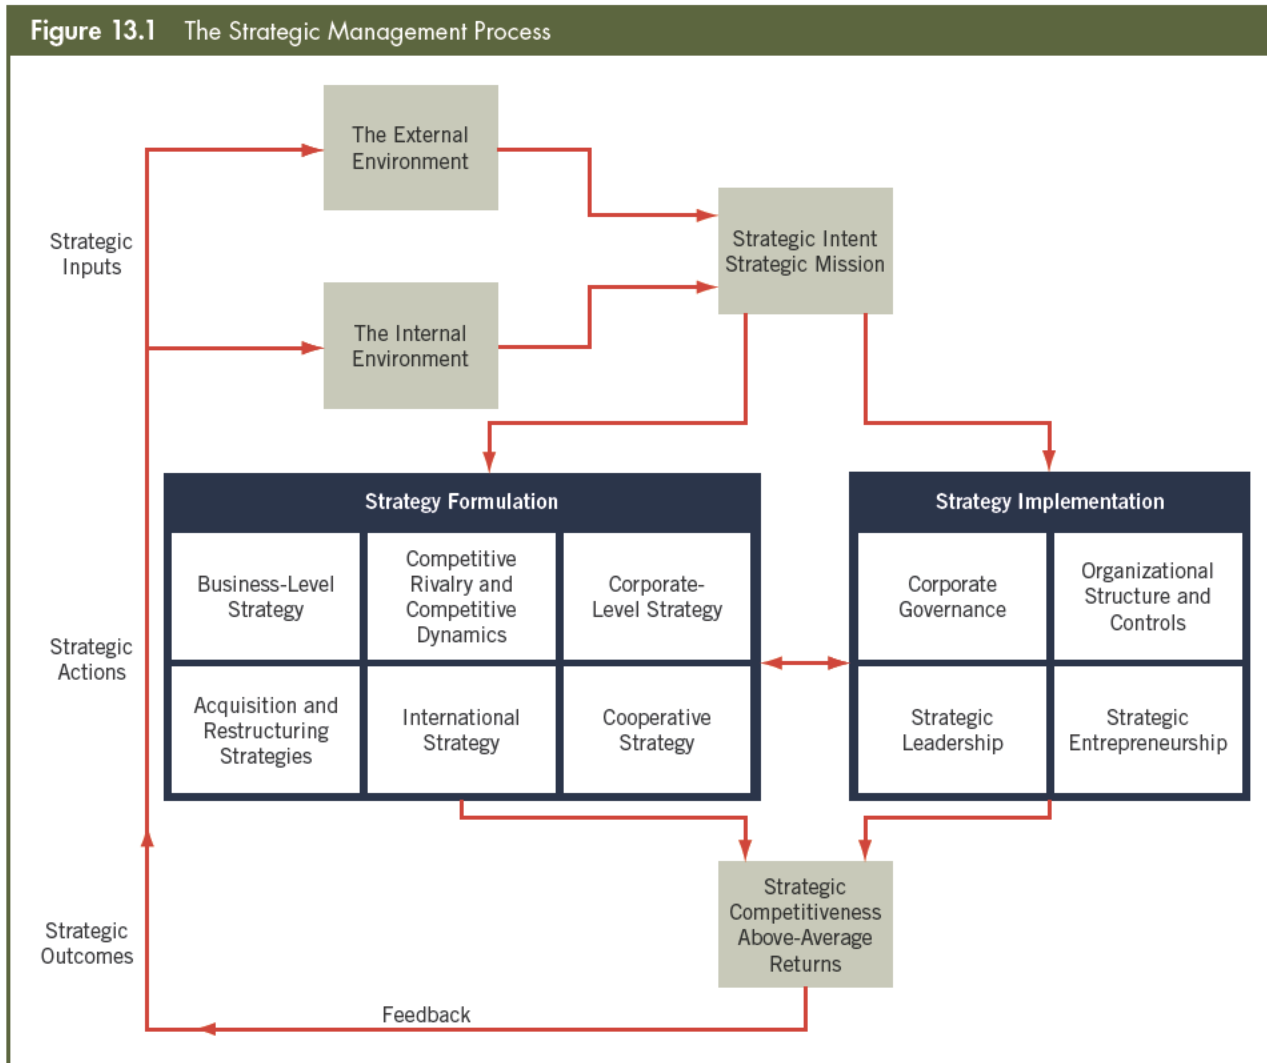 Figure 13.1 The Strategic Management Process
The External
Environment
Strategic
Inputs
Strategic Intent
Strategic Mission
The Internal
Environment
Strategy Formulation
Business-Level
Strategy
Competitive
Rivalry and
Competitive
Dynamics
Corporate-
Level Strategy
Acquisition and
Restructuring
Strategies
International
Strategy
Cooperative
Strategy
Strategy Implementation
Corporate
Governance
Organizational
Structure and
Controls
Strategic
Leadership
Strategic
Entrepreneurship
Strategic
Actions
Strategic
Competitiveness
Above-Average
Returns
Strategic
Outcomes
Feedback